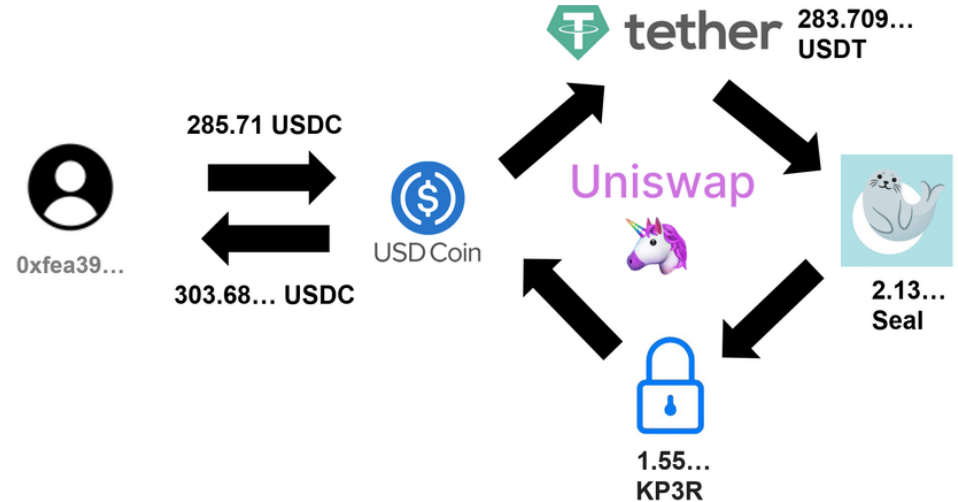 tether
283.709…
USDT
285.71 USDC
Uniswap
USD Coin
0xfea39…
303.68… USDC
2.13…
Seal
1.55…
KP3R